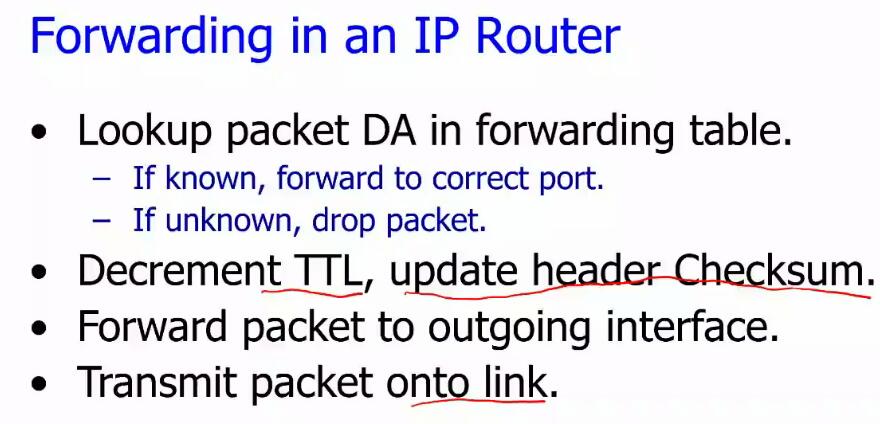 Forwarding in an IP Router
• Lookup packet DA in forwarding table.
– If known, forward to correct port.
– If unknown, drop packet.
• Decrement TTL, update header Checksum.
• Forward packet to outgoing interface.
• Transmit packet onto link.